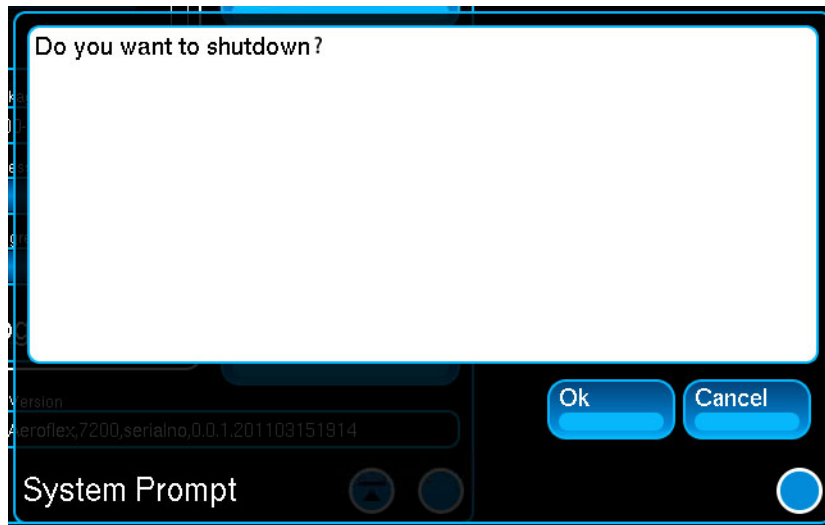 Do you want to shutdown?
Version
Aeroflex,7200,serialno,0.0.1.201103151914
Ok
Cancel
System Prompt